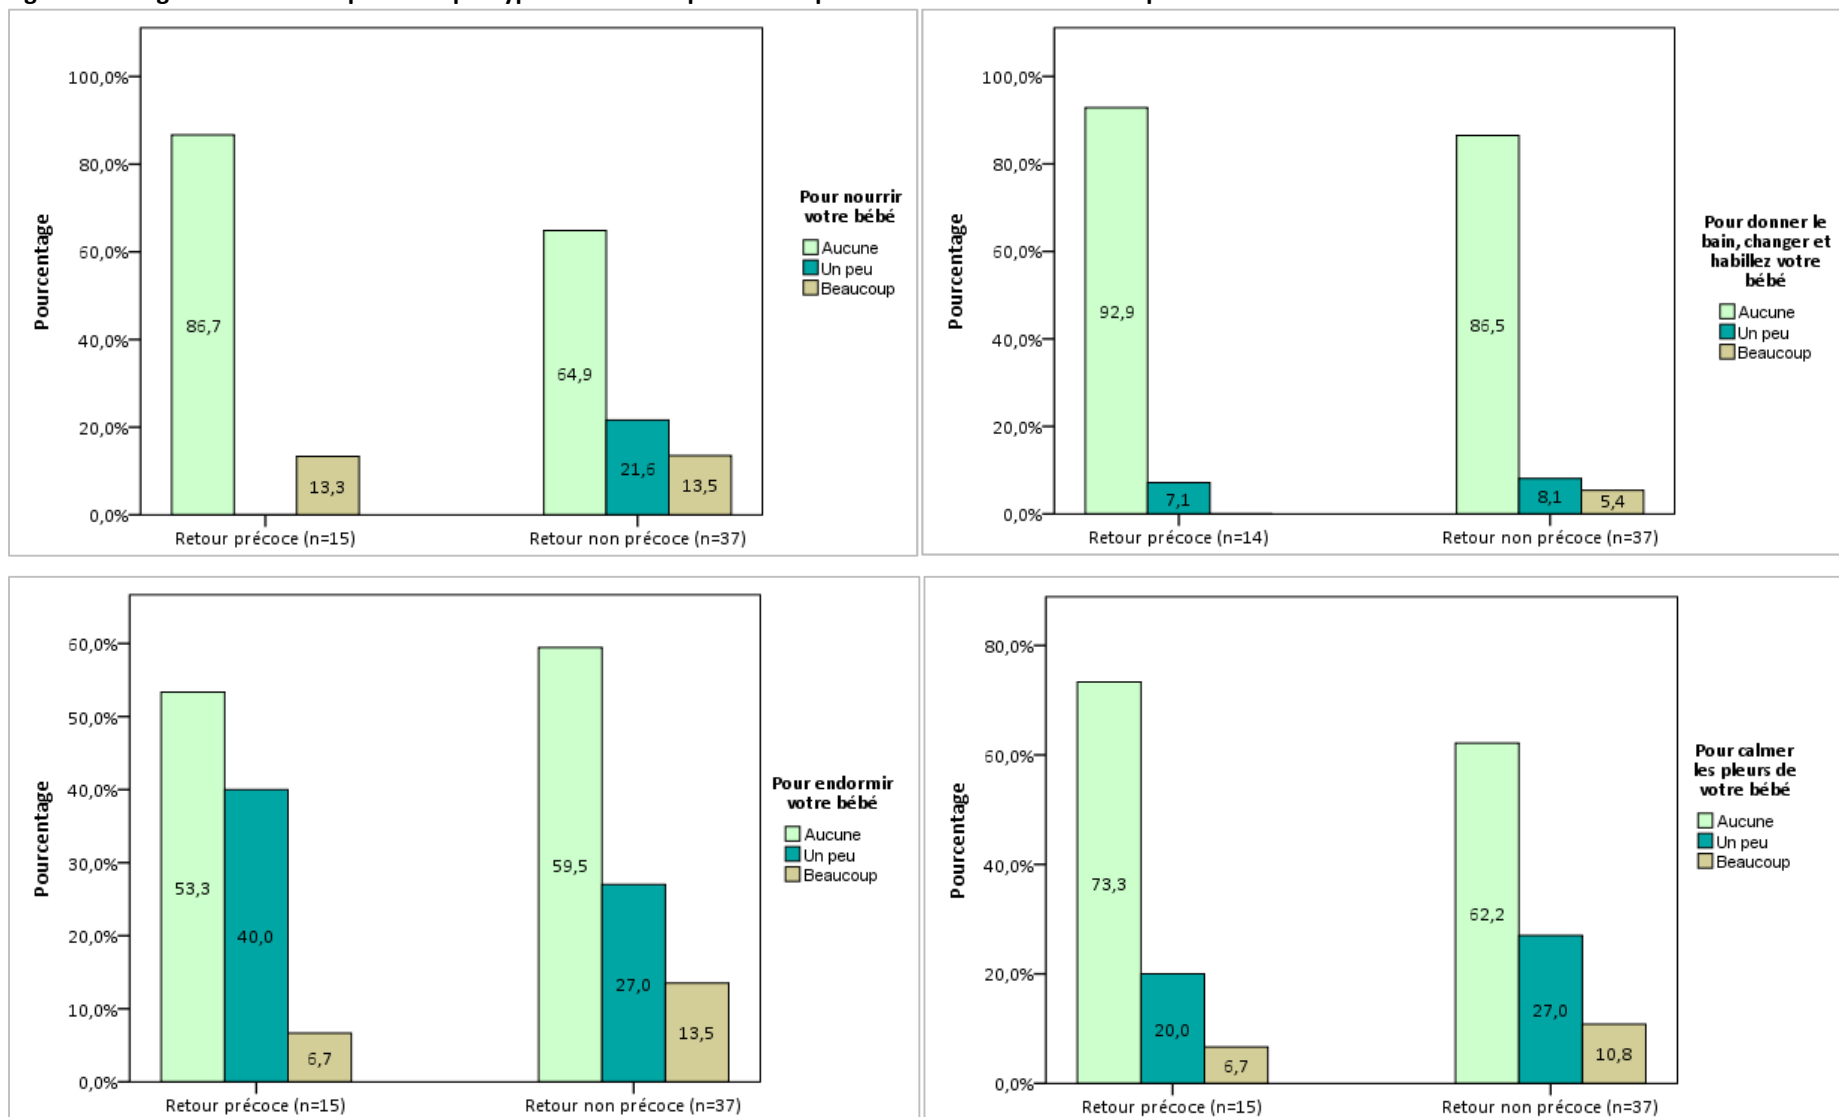 100,0%
80,0%
60,0%
40,0%
20,0%
0,0%
Pourcentage
86,7
13,3
64,9
21,6
13,5
Retour précoce (n=15)
Retour non précoce (n=37)
Pour nourrir
votre bébé
Aucune
Un peu
Beaucoup
100,0%
80,0%
60,0%
40,0%
20,0%
0,0%
Pourcentage
92,9
7,1
86,5
8,1
5,4
Retour précoce (n=14)
Retour non précoce (n=37)
Pour donner le
bain, changer et
habillez votre
bébé
Aucune
Un peu
Beaucoup
60,0%
50,0%
40,0%
30,0%
20,0%
10,0%
0,0%
Pourcentage
53,3
40,0
6,7
59,5
27,0
13,5
Retour précoce (n=15)
Retour non précoce (n=37)
Pour endormir
votre bébé
Aucune
Un peu
Beaucoup
80,0%
60,0%
40,0%
20,0%
0,0%
Pourcentage
73,3
20,0
6,7
62,2
27,0
10,8
Retour précoce (n=15)
Retour non précoce (n=37)
Pour calmer
les pleurs de
votre bébé
Aucune
Un peu
Beaucoup